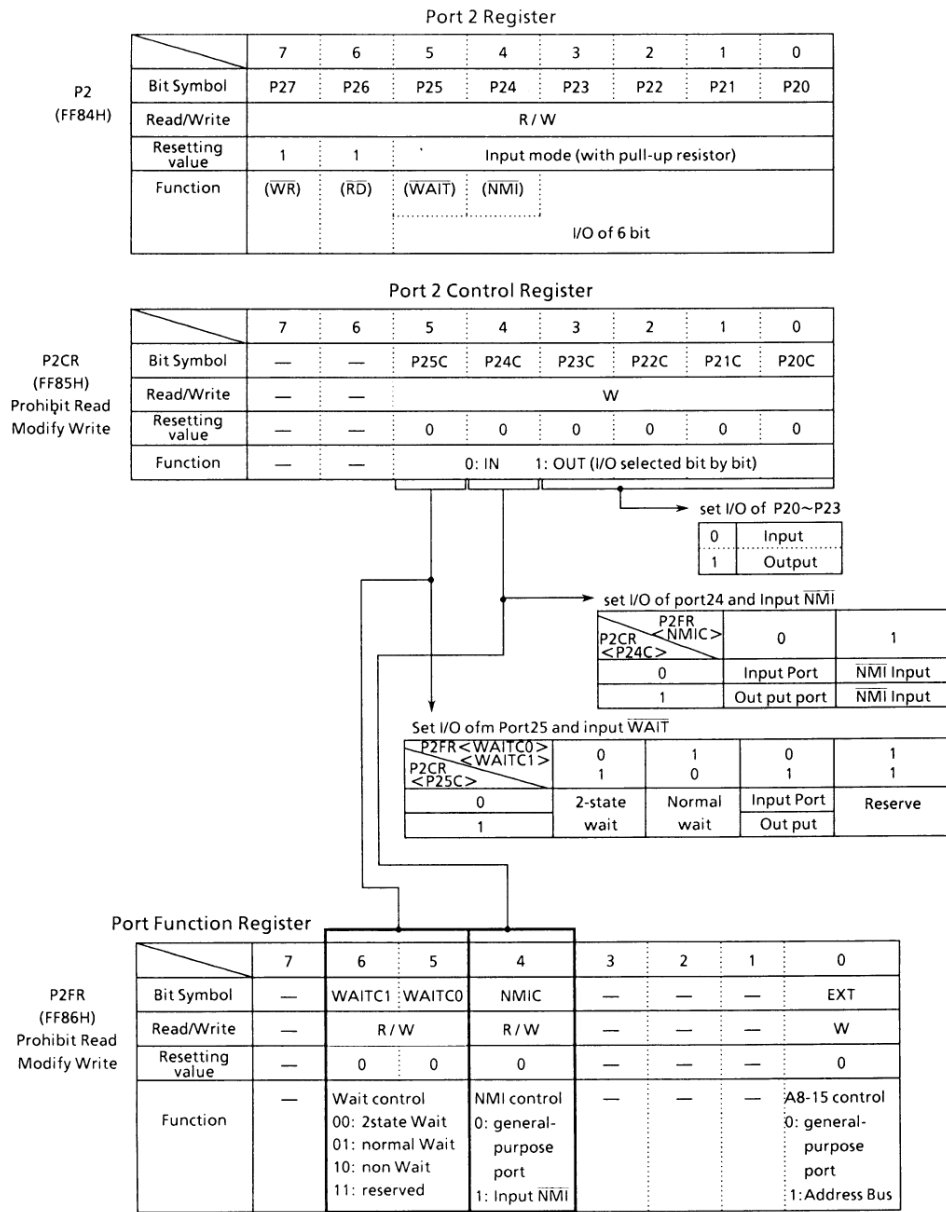 Port 2 Register
7 6 5 4 3 2 1 0
P2
(FF84H)
Bit Symbol P27 P26 P25 P24 P23 P22 P21 P20
Read/Write R / W
Resetting value 1 1 Input mode (with pull-up resistor)
Function (W̅R̅) (R̅D̅) (W̅A̅I̅T̅) (N̅M̅I̅)
I/O of 6 bit
Port 2 Control Register
7 6 5 4 3 2 1 0
P2CR
(FF85H)
Prohibit Read
Modify Write
Bit Symbol — — P25C P24C P23C P22C P21C P20C
Read/Write — — W
Resetting value — — 0 0 0 0 0 0
Function — — 0: IN 1: OUT (I/O selected bit by bit)
set I/O of P20~P23
0 Input
1 Output
set I/O of port24 and Input N̅M̅I̅
P2FR <NMIC> 0 1
P2CR <P24C>
0 Input Port N̅M̅I̅ Input
1 Out put port N̅M̅I̅ Input
Set I/O ofm Port25 and input W̅A̅I̅T̅
P2FR<WAITC0> 0 1 0 1
<WAITC1> 1 0 1 1
P2CR <P25C>
0 2-state wait Normal wait Input Port Reserve
1 Out put
Port Function Register
7 6 5 4 3 2 1 0
P2FR
(FF86H)
Prohibit Read
Modify Write
Bit Symbol — WAITC1 WAITC0 NMIC — — — EXT
Read/Write — R / W R / W — — — W
Resetting value — 0 0 0 — — — 0
Function — Wait control
00: 2state Wait
01: normal Wait
10: non Wait
11: reserved
NMI control
0: general-
purpose
port
1: Input N̅M̅I̅
— — —
A8-15 control
0: general-
purpose
port
1: Address Bus